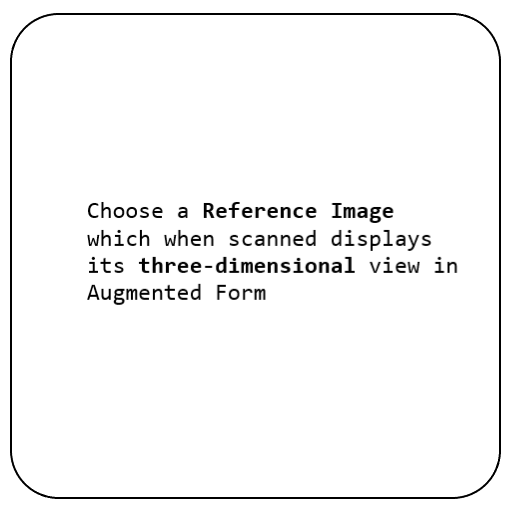 Choose a Reference Image
which when scanned displays
its three-dimensional view in
Augmented Form